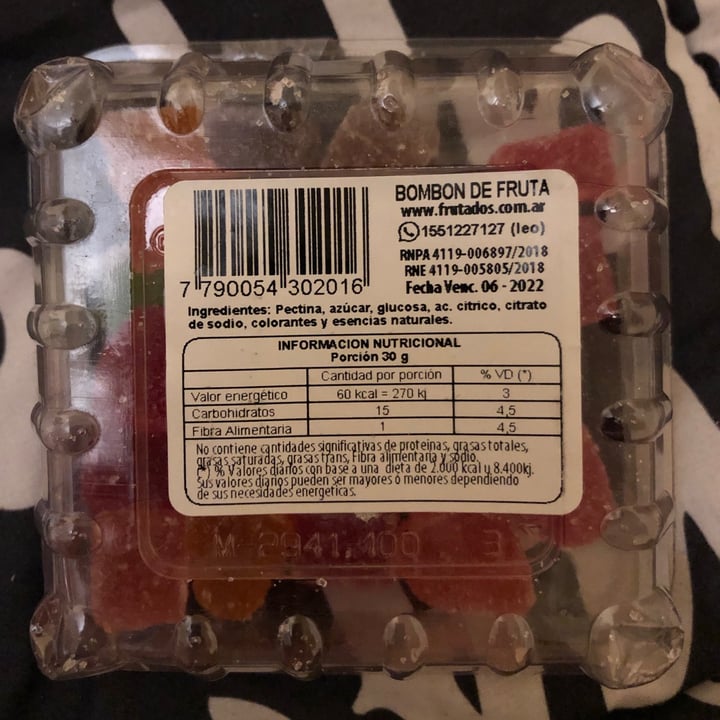 BOMBON DE FRUTA
www.frutados.com.ar
1551227127 (leo)
RNPA 4119-006897/2018
RNE 4119-005805/2018
Fecha Venc. 06 - 2022
7 790054 302016
Ingredientes: Pectina, azúcar, glucosa, ac. citrico, citrato
de sodio, colorantes y esencias naturales.
INFORMACION NUTRICIONAL
Porción 30 g
Cantidad por porción % VD (*)
Valor energético 60 kcal = 270 kj 3
Carbohidratos 15 4,5
Fibra Alimentaria 1 4,5
No contiene cantidades significativas de proteinas, grasas totales,
grasas saturadas, grasas trans, Fibra alimentaria y sodio.
(*) % Valores diarios con base a una dieta de 2.000 kcal y 8.400kj.
Sus valores diarios pueden ser mayores ó menores dependiendo
de sus necesidades energeticas.
M-2941.100 3